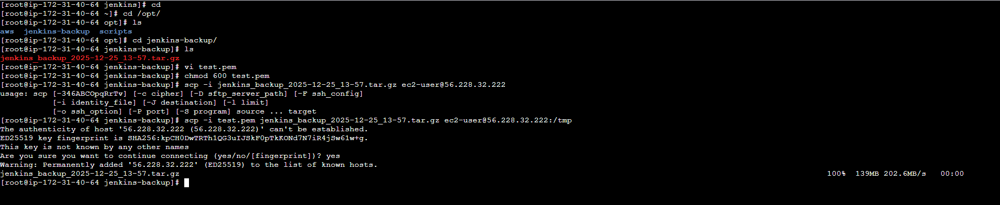 [root@ip-172-31-40-64 jenkins]# cd
[root@ip-172-31-40-64 ~]# cd /opt/
[root@ip-172-31-40-64 opt]# ls
aws  jenkins-backup  scripts
[root@ip-172-31-40-64 opt]# cd jenkins-backup/
[root@ip-172-31-40-64 jenkins-backup]# ls
jenkins_backup_2025-12-25_13-57.tar.gz
[root@ip-172-31-40-64 jenkins-backup]# vi test.pem
[root@ip-172-31-40-64 jenkins-backup]# chmod 600 test.pem
[root@ip-172-31-40-64 jenkins-backup]# scp -i jenkins_backup_2025-12-25_13-57.tar.gz ec2-user@56.228.32.222
usage: scp [-346ABCOpqRrTv] [-c cipher] [-D sftp_server_path] [-F ssh_config]
           [-i identity_file] [-J destination] [-l limit]
           [-o ssh_option] [-P port] [-S program] source ... target
[root@ip-172-31-40-64 jenkins-backup]# scp -i test.pem jenkins_backup_2025-12-25_13-57.tar.gz ec2-user@56.228.32.222:/tmp
The authenticity of host '56.228.32.222 (56.228.32.222)' can't be established.
ED25519 key fingerprint is SHA256:kpCH0DwTRTh1QG3uIJSkF0pTkKONd7N7iR4jSw61w+g.
This key is not known by any other names
Are you sure you want to continue connecting (yes/no/[fingerprint])? yes
Warning: Permanently added '56.228.32.222' (ED25519) to the list of known hosts.
jenkins_backup_2025-12-25_13-57.tar.gz    100%  139MB 202.6MB/s   00:00
[root@ip-172-31-40-64 jenkins-backup]#